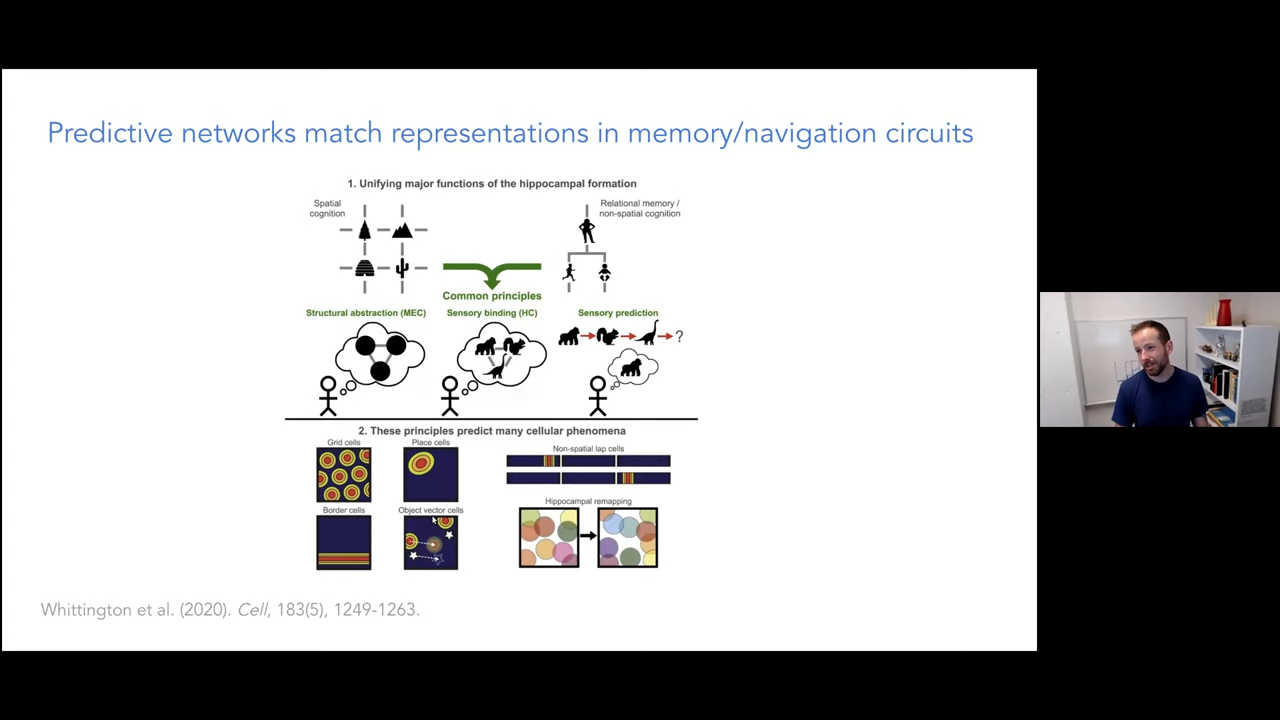 Predictive networks match representations in memory/navigation circuits
1. Unifying major functions of the hippocampal formation
Spatial
cognition
Relational memory /
non-spatial cognition
Common principles
Structural abstraction (MEC)
Sensory binding (HC)
Sensory prediction
?
2. These principles predict many cellular phenomena
Grid cells
Place cells
Non-spatial lap cells
Border cells
Object vector cells
Hippocampal remapping
Whittington et al. (2020). Cell, 183(5), 1249-1263.